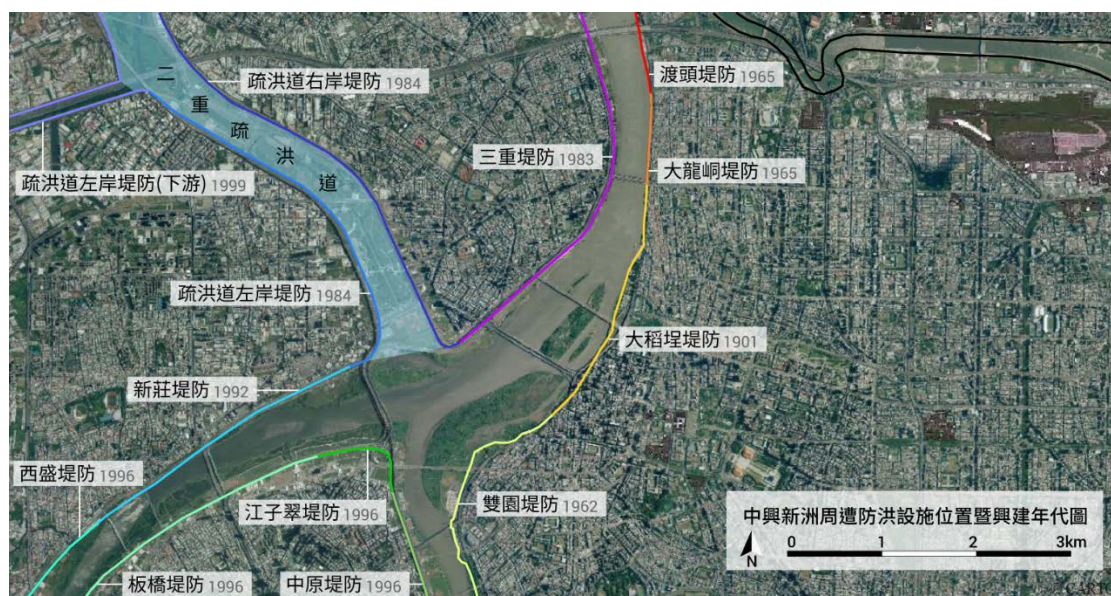 二重疏洪道
疏洪道右岸堤防 1984
渡頭堤防 1965
三重堤防 1983
大龍峒堤防 1965
疏洪道左岸堤防(下游) 1999
疏洪道左岸堤防 1984
大稻埕堤防 1901
新莊堤防 1992
西盛堤防 1996
江子翠堤防 1996
雙園堤防 1962
板橋堤防 1996
中原堤防 1996
中興新洲周遭防洪設施位置暨興建年代圖
0 1 2 3km
N
CART